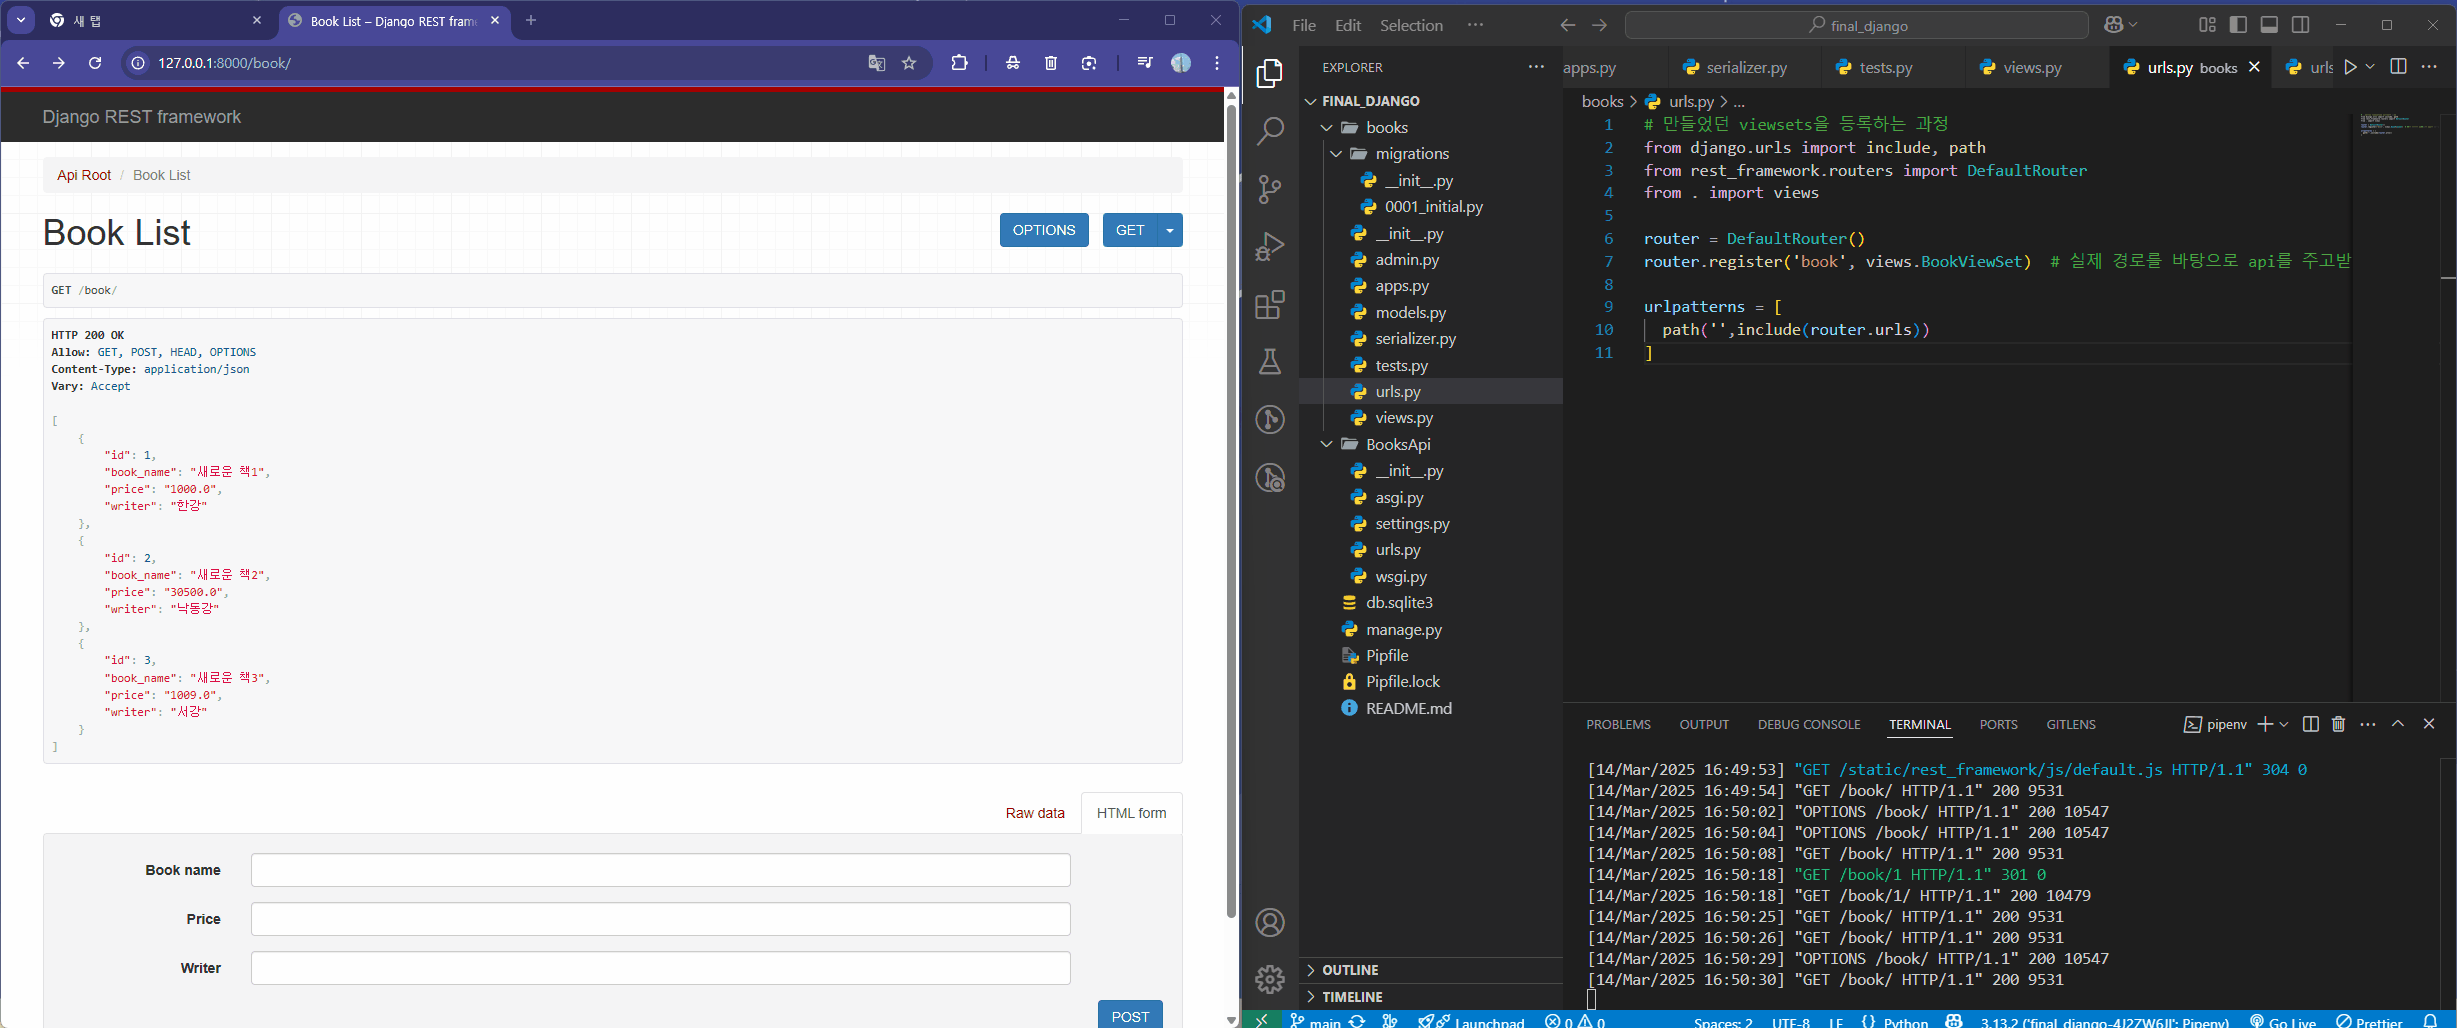 새 탭
Book List – Django REST fram
127.0.0.1:8000/book/
Django REST framework
Api Root / Book List
Book List
OPTIONS
GET
GET /book/
HTTP 200 OK
Allow: GET, POST, HEAD, OPTIONS
Content-Type: application/json
Vary: Accept
[
{
"id": 1,
"book_name": "새로운 책1",
"price": "1000.0",
"writer": "한강"
},
{
"id": 2,
"book_name": "새로운 책2",
"price": "30500.0",
"writer": "낙동강"
},
{
"id": 3,
"book_name": "새로운 책3",
"price": "1009.0",
"writer": "서강"
}
]
Raw data
HTML form
Book name
Price
Writer
POST
File Edit Selection ···
final_django
EXPLORER
FINAL_DJANGO
books
migrations
__init__.py
0001_initial.py
__init__.py
admin.py
apps.py
models.py
serializer.py
tests.py
urls.py
views.py
BooksApi
__init__.py
asgi.py
settings.py
urls.py
wsgi.py
db.sqlite3
manage.py
Pipfile
Pipfile.lock
README.md
OUTLINE
TIMELINE
apps.py serializer.py tests.py views.py urls.py books urls
books > urls.py > ...
1 # 만들었던 viewsets을 등록하는 과정
2 from django.urls import include, path
3 from rest_framework.routers import DefaultRouter
4 from . import views
5
6 router = DefaultRouter()
7 router.register('book', views.BookViewSet) # 실제 경로를 바탕으로 api를 주고받
8
9 urlpatterns = [
10 path('',include(router.urls))
11 ]
PROBLEMS OUTPUT DEBUG CONSOLE TERMINAL PORTS GITLENS
pipenv
[14/Mar/2025 16:49:53] "GET /static/rest_framework/js/default.js HTTP/1.1" 304 0
[14/Mar/2025 16:49:54] "GET /book/ HTTP/1.1" 200 9531
[14/Mar/2025 16:50:02] "OPTIONS /book/ HTTP/1.1" 200 10547
[14/Mar/2025 16:50:04] "OPTIONS /book/ HTTP/1.1" 200 10547
[14/Mar/2025 16:50:08] "GET /book/ HTTP/1.1" 200 9531
[14/Mar/2025 16:50:18] "GET /book/1 HTTP/1.1" 301 0
[14/Mar/2025 16:50:18] "GET /book/1/ HTTP/1.1" 200 10479
[14/Mar/2025 16:50:25] "GET /book/ HTTP/1.1" 200 9531
[14/Mar/2025 16:50:26] "GET /book/ HTTP/1.1" 200 9531
[14/Mar/2025 16:50:29] "OPTIONS /book/ HTTP/1.1" 200 10547
[14/Mar/2025 16:50:30] "GET /book/ HTTP/1.1" 200 9531
main Launchpad 0 0 Spaces: 2 UTF-8 LF {} Python Go Live Prettier